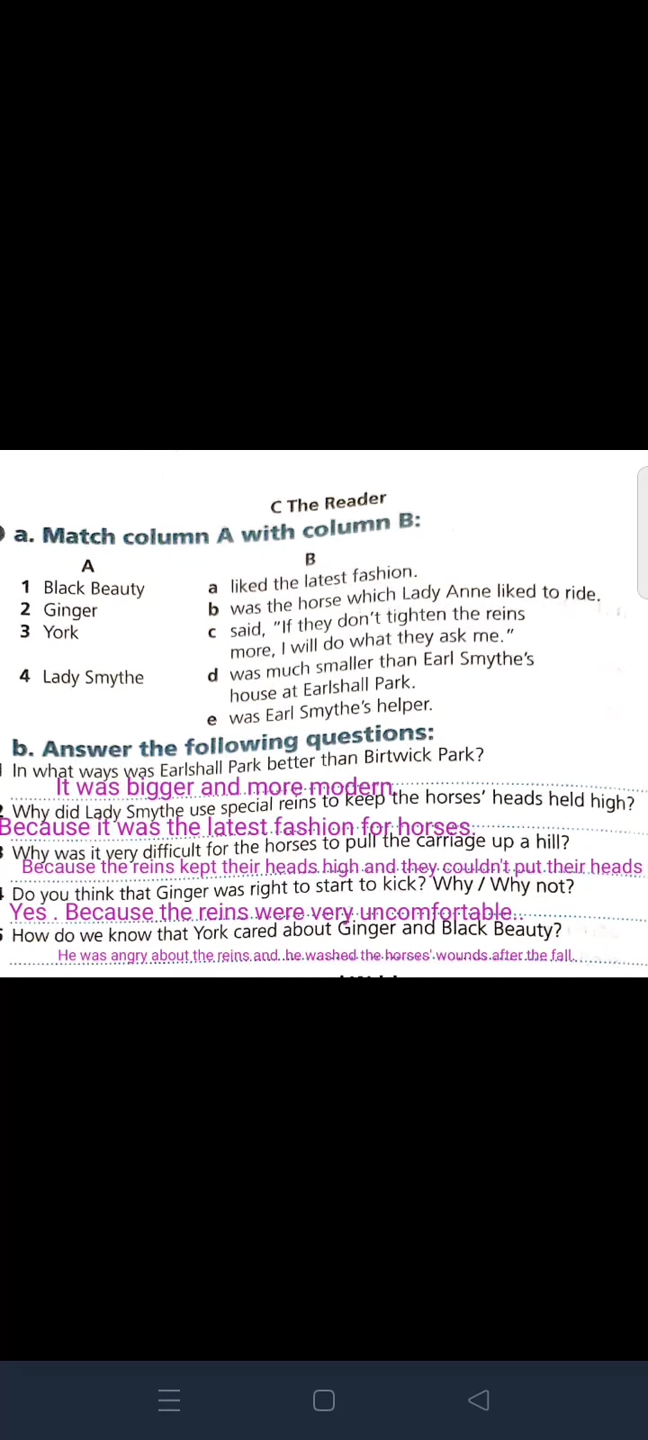 C The Reader
a. Match column A with column B:
A B
1 Black Beauty a liked the latest fashion.
2 Ginger b was the horse which Lady Anne liked to ride.
3 York c said, "If they don't tighten the reins
more, I will do what they ask me."
4 Lady Smythe d was much smaller than Earl Smythe's
house at Earlshall Park.
e was Earl Smythe's helper.
b. Answer the following questions:
In what ways was Earlshall Park better than Birtwick Park?
It was bigger and more modern.
Why did Lady Smythe use special reins to keep the horses' heads held high?
Because it was the latest fashion for horses.
Why was it very difficult for the horses to pull the carriage up a hill?
Because the reins kept their heads high and they couldn't put their heads
Do you think that Ginger was right to start to kick? Why / Why not?
Yes . Because the reins were very uncomfortable..
How do we know that York cared about Ginger and Black Beauty?
He was angry about the reins and he washed the horses' wounds after the fall.